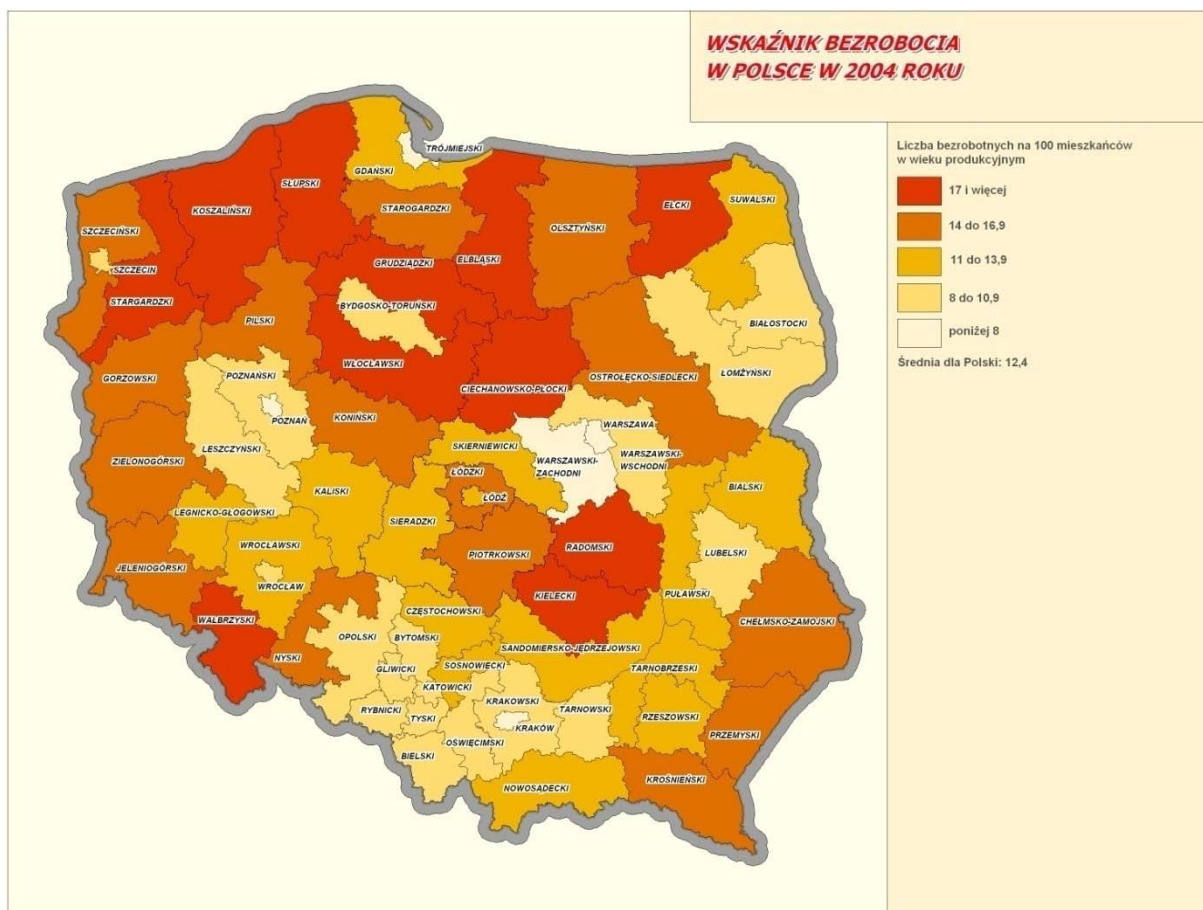 WSKAŹNIK BEZROBOCIA
W POLSCE W 2004 ROKU
Liczba bezrobotnych na 100 mieszkańców
w wieku produkcyjnym
17 i więcej
14 do 16,9
11 do 13,9
8 do 10,9
poniżej 8
Średnia dla Polski: 12,4
TRÓJMIEJSKI
GDAŃSKI
SŁUPSKI
KOSZALIŃSKI
STAROGARDZKI
EŁCKI
SUWALSKI
SZCZECIŃSKI
OLSZTYŃSKI
ELBLĄSKI
GRUDZIĄDZKI
SZCZECIN
STARGARDZKI
BYDGOSKO-TORUŃSKI
PILSKI
BIAŁOSTOCKI
WŁOCŁAWSKI
POZNAŃSKI
ŁOMŻYŃSKI
GORZOWSKI
OSTROŁĘCKO-SIEDLECKI
CIECHANOWSKO-PŁOCKI
KONIŃSKI
POZNAŃ
WARSZAWA
SKIERNIEWICKI
LESZCZYŃSKI
WARSZAWSKI-
WSCHODNI
WARSZAWSKI-
ZACHODNI
ZIELONOGÓRSKI
ŁÓDZKI
BIALSKI
KALISKI
ŁÓDŹ
LEGNICKO-GŁOGOWSKI
SIERADZKI
WROCŁAWSKI
RADOMSKI
PIOTRKOWSKI
LUBELSKI
JELENIOGÓRSKI
WROCŁAW
KIELECKI
PUŁAWSKI
CZĘSTOCHOWSKI
WAŁBRZYSKI
CHEŁMSKO-ZAMOJSKI
OPOLSKI
BYTOMSKI
SANDOMIERSKO-JĘDRZEJOWSKI
NYSKI
SOSNOWIECKI
TARNOBRZESKI
GLIWICKI
KATOWICKI
KRAKOWSKI
RYBNICKI
TYSKI
TARNOWSKI
RZESZOWSKI
KRAKÓW
PRZEMYSKI
OŚWIĘCIMSKI
BIELSKI
KROŚNIEŃSKI
NOWOSĄDECKI